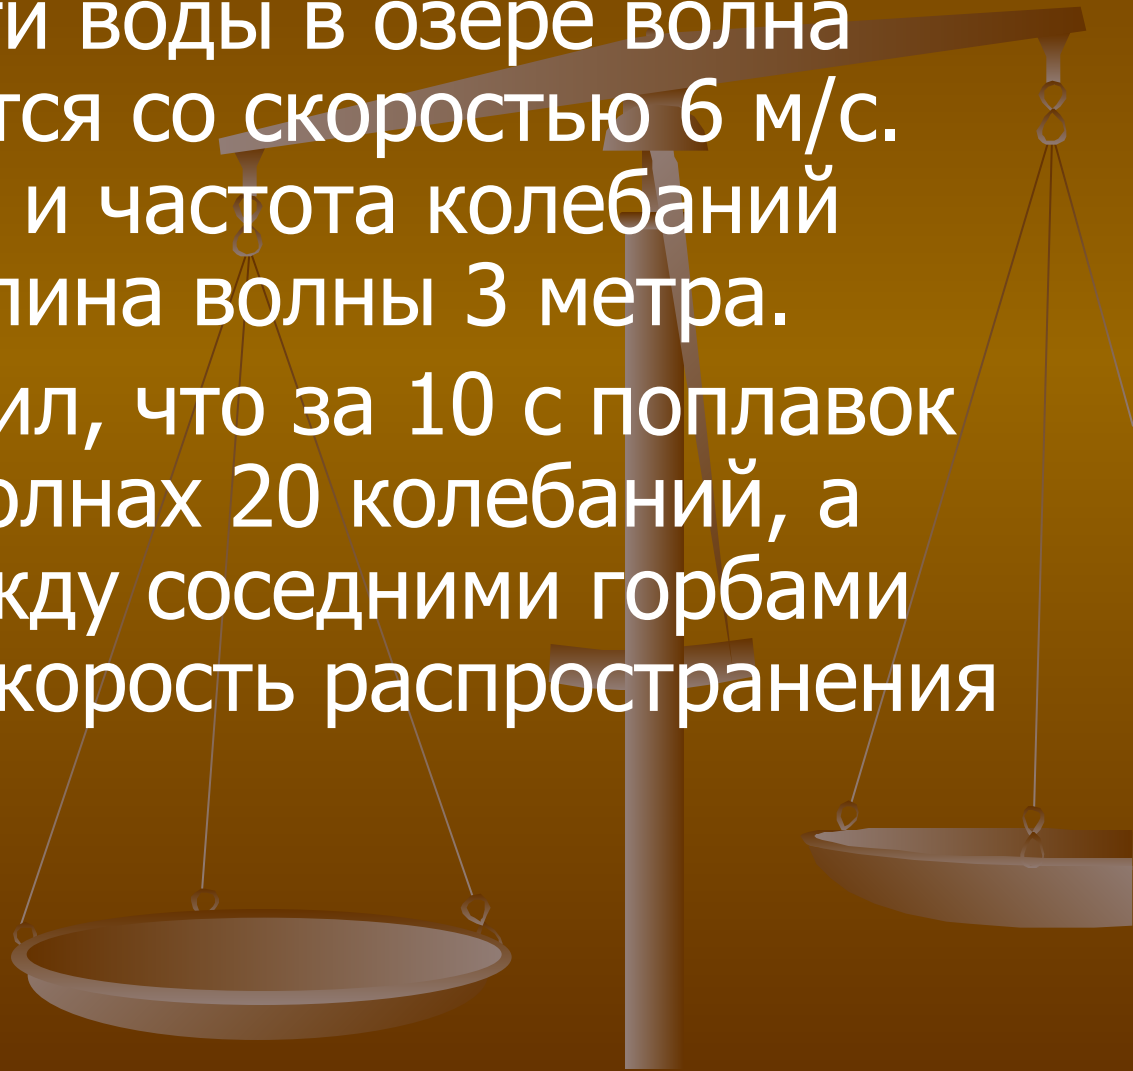 ти воды в озере волна
тся со скоростью 6 м/с.
и частота колебаний
лина волны 3 метра.
ил, что за 10 с поплавок
олнах 20 колебаний, а
жду соседними горбами
корость распространения